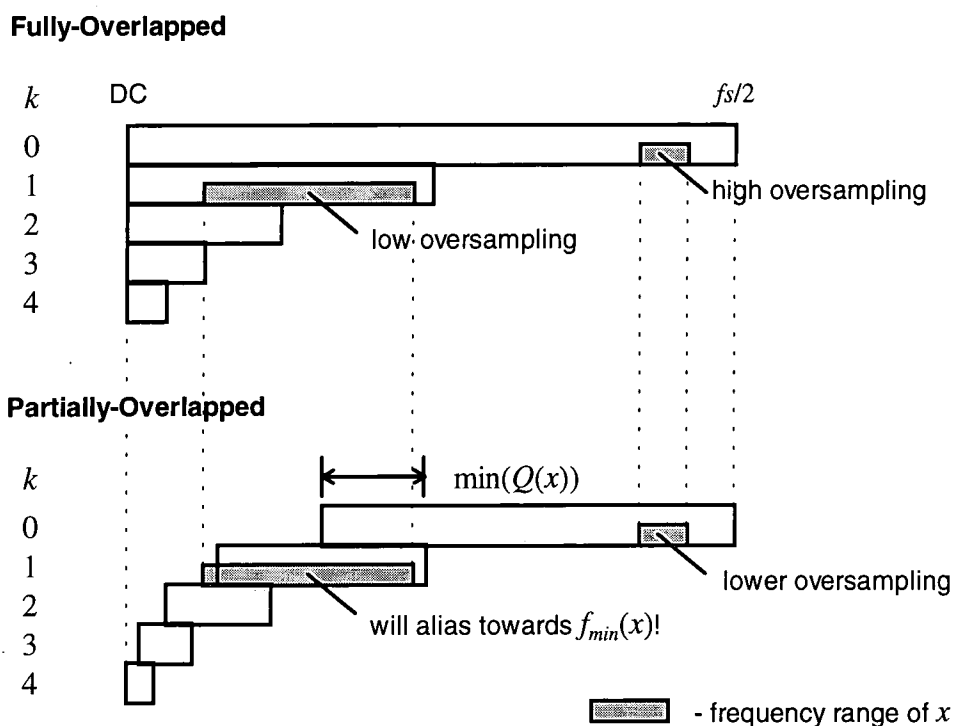 Fully-Overlapped
k DC fs/2
0
high oversampling
1
low oversampling
2
3
4
Partially-Overlapped
k min(Q(x))
0
lower oversampling
1
will alias towards fmin(x)!
2
3
4
- frequency range of x